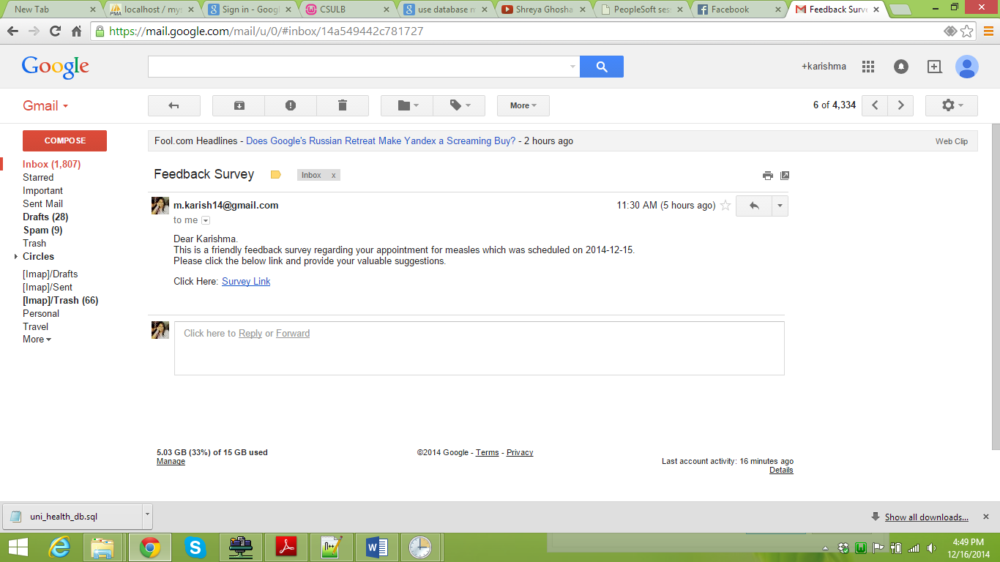 New Tab
localhost / mys
Sign in - Googl
CSULB
use database m
Shreya Ghosha
PeopleSoft sess
Facebook
Feedback Surve
https://mail.google.com/mail/u/0/#inbox/14a549442c781727
Google
+karishma
Gmail
More
6 of 4,334
COMPOSE
Fool.com Headlines - Does Google's Russian Retreat Make Yandex a Screaming Buy? - 2 hours ago
Web Clip
Inbox (1,807)
Starred
Important
Sent Mail
Drafts (28)
Spam (9)
Trash
Circles
[Imap]/Drafts
[Imap]/Sent
[Imap]/Trash (66)
Personal
Travel
More
Feedback Survey
Inbox x
m.karish14@gmail.com
11:30 AM (5 hours ago)
to me
Dear Karishma.
This is a friendly feedback survey regarding your appointment for measles which was scheduled on 2014-12-15.
Please click the below link and provide your valuable suggestions.
Click Here: Survey Link
Click here to Reply or Forward
5.03 GB (33%) of 15 GB used
Manage
©2014 Google - Terms - Privacy
Last account activity: 16 minutes ago
Details
uni_health_db.sql
Show all downloads...
4:49 PM
12/16/2014